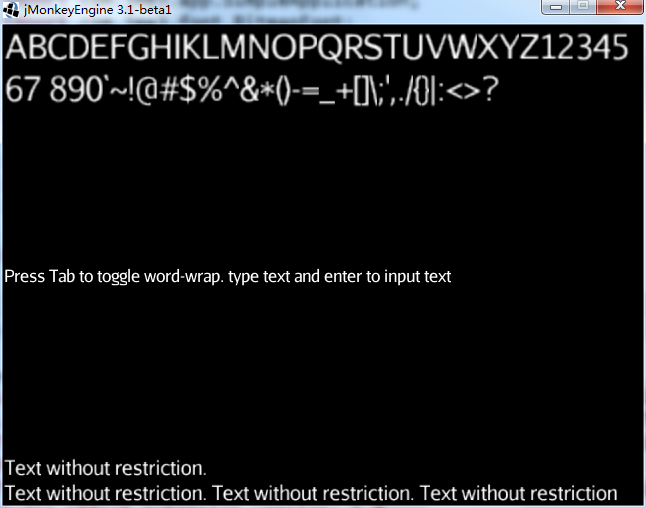 jMonkeyEngine 3.1-beta1
ABCDEFGHIKLMNOPQRSTUVWXYZ12345
67 890`~!@#$%^&*()-=_+[]\;',./{}|:<>?
Press Tab to toggle word-wrap. type text and enter to input text
Text without restriction.
Text without restriction. Text without restriction. Text without restriction